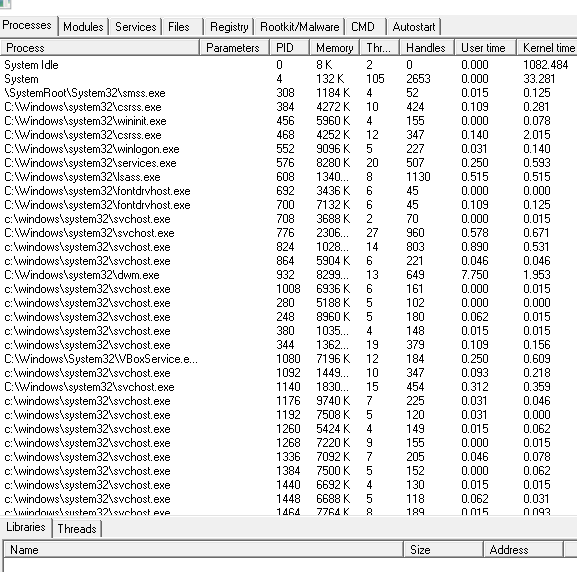 Processes Modules Services Files Registry Rootkit/Malware CMD Autostart
Process Parameters PID Memory Thr... Handles User time Kernel time
System Idle 0 8 K 2 0 0.000 1082.484
System 4 132 K 105 2653 0.000 33.281
\SystemRoot\System32\smss.exe 308 1184 K 4 52 0.015 0.125
C:\Windows\system32\csrss.exe 384 4272 K 10 424 0.109 0.281
C:\Windows\system32\wininit.exe 456 5960 K 4 155 0.000 0.078
C:\Windows\system32\csrss.exe 468 4252 K 12 347 0.140 2.015
C:\Windows\system32\winlogon.exe 552 9096 K 5 227 0.031 0.140
C:\Windows\system32\services.exe 576 8280 K 20 507 0.250 0.593
C:\Windows\system32\lsass.exe 608 1340... 8 1130 0.515 0.515
C:\Windows\system32\fontdrvhost.exe 692 3436 K 6 45 0.000 0.000
C:\Windows\system32\fontdrvhost.exe 700 7132 K 6 45 0.109 0.125
c:\windows\system32\svchost.exe 708 3688 K 2 70 0.000 0.015
C:\Windows\system32\svchost.exe 776 2306... 27 960 0.578 0.671
c:\windows\system32\svchost.exe 824 1028... 14 803 0.890 0.531
c:\windows\system32\svchost.exe 864 5904 K 6 221 0.046 0.046
C:\Windows\system32\dwm.exe 932 8299... 13 649 7.750 1.953
c:\windows\system32\svchost.exe 1008 6936 K 6 161 0.000 0.015
c:\windows\system32\svchost.exe 280 5188 K 5 102 0.000 0.000
c:\windows\system32\svchost.exe 248 8960 K 5 180 0.062 0.015
c:\windows\system32\svchost.exe 380 1035... 4 148 0.015 0.015
c:\windows\system32\svchost.exe 344 1362... 19 379 0.109 0.156
C:\Windows\System32\VBoxService.e... 1080 7196 K 12 184 0.250 0.609
c:\windows\system32\svchost.exe 1092 1449... 10 347 0.093 0.218
C:\Windows\system32\svchost.exe 1140 1830... 15 454 0.312 0.359
c:\windows\system32\svchost.exe 1176 9740 K 7 225 0.031 0.046
c:\windows\system32\svchost.exe 1192 7508 K 5 120 0.031 0.000
c:\windows\system32\svchost.exe 1260 5424 K 4 149 0.015 0.062
c:\windows\system32\svchost.exe 1268 7220 K 9 155 0.000 0.015
c:\windows\system32\svchost.exe 1336 7092 K 7 205 0.046 0.078
c:\windows\system32\svchost.exe 1384 7500 K 5 152 0.000 0.062
c:\windows\system32\svchost.exe 1440 6692 K 4 130 0.015 0.015
c:\windows\system32\svchost.exe 1448 6688 K 5 118 0.062 0.031
c:\windows\system32\svchost.exe 1464 7764 K 8 189 0.015 0.093
Libraries Threads
Name Size Address